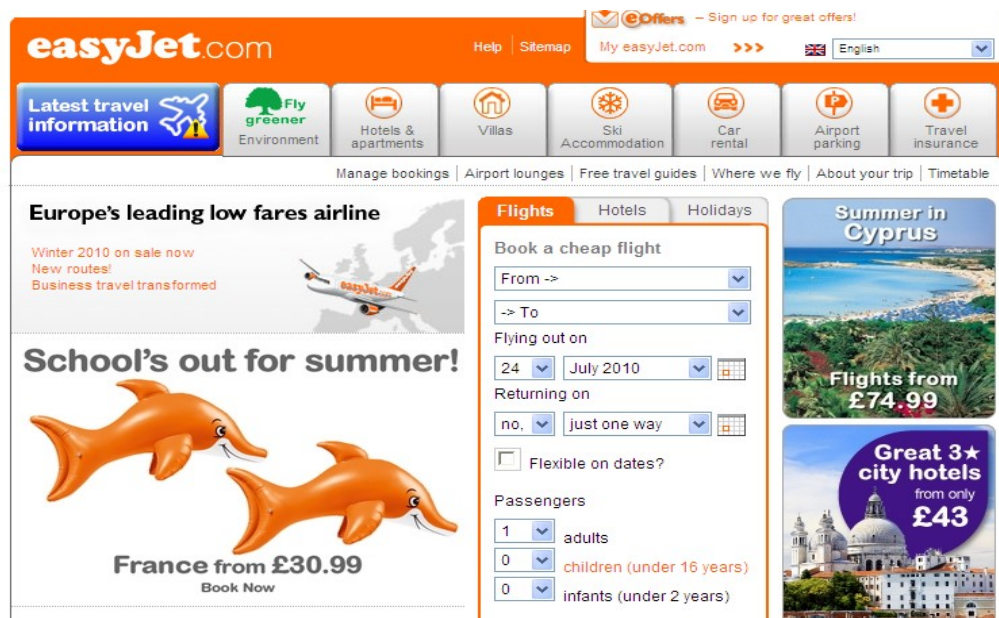 eOffers – Sign up for great offers!
easyJet.com
Help | Sitemap
My easyJet.com >>>
English
Latest travel
information
Fly
greener
Environment
Hotels &
apartments
Villas
Ski
Accommodation
Car
rental
P
Airport
parking
Travel
insurance
Manage bookings | Airport lounges | Free travel guides | Where we fly | About your trip | Timetable
Europe's leading low fares airline
Winter 2010 on sale now
New routes!
Business travel transformed
easyJet.com
School's out for summer!
France from £30.99
Book Now
Flights
Hotels
Holidays
Book a cheap flight
From ->
-> To
Flying out on
24
July 2010
Returning on
no,
just one way
Flexible on dates?
Passengers
1 adults
0 children (under 16 years)
0 infants (under 2 years)
Summer in
Cyprus
Flights from
£74.99
Great 3★
city hotels
from only
£43